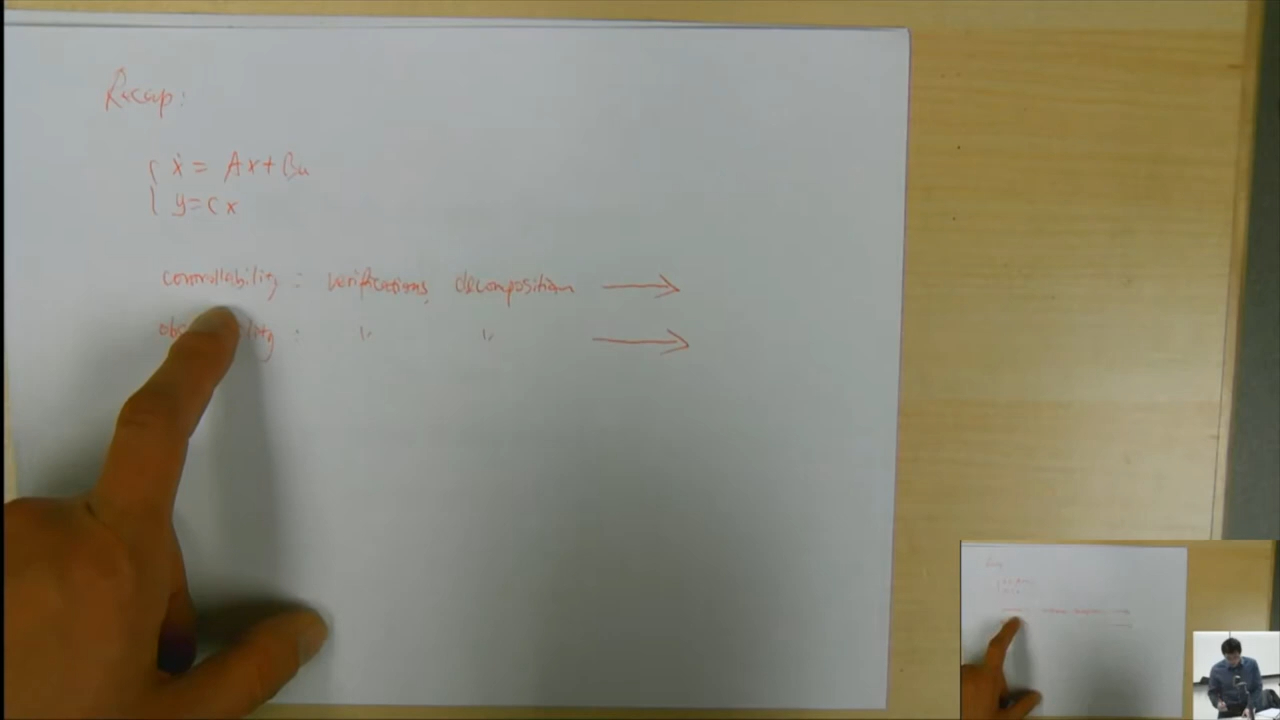 Recap:
ẋ = Ax + Bu
y = Cx
controllability : verifications, decomposition →
: " " →